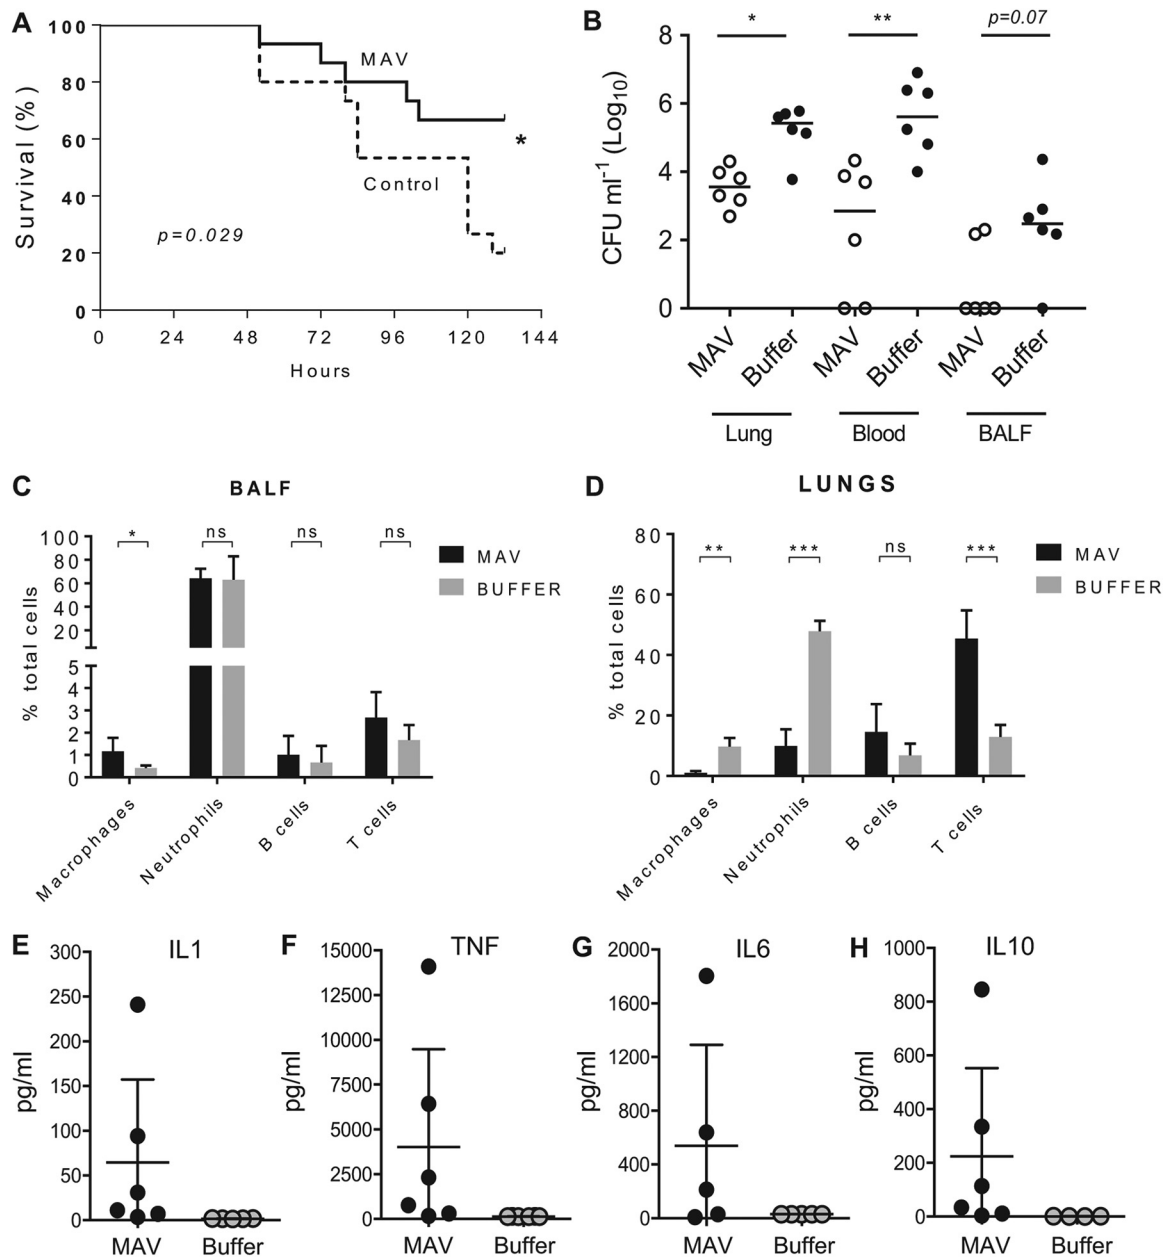 A
100
80
60
40
20
0
Survival (%)
MAV
*
Control
p=0.029
0 24 48 72 96 120 144
Hours
B
* ** p=0.07
8
6
4
2
0
CFU ml⁻¹ (Log₁₀)
MAV Buffer MAV Buffer MAV Buffer
Lung Blood BALF
C BALF
100
80
60
40
20
5
4
3
2
1
0
% total cells
* ns ns ns
MAV
BUFFER
Macrophages Neutrophils B cells T cells
D LUNGS
80
60
40
20
0
% total cells
** *** ns ***
MAV
BUFFER
Macrophages Neutrophils B cells T cells
E IL1
300
250
200
150
100
50
0
pg/ml
MAV Buffer
F TNF
15000
12500
10000
7500
5000
2500
0
pg/ml
MAV Buffer
G IL6
2000
1600
1200
800
400
0
pg/ml
MAV Buffer
H IL10
1000
800
600
400
200
0
pg/ml
MAV Buffer